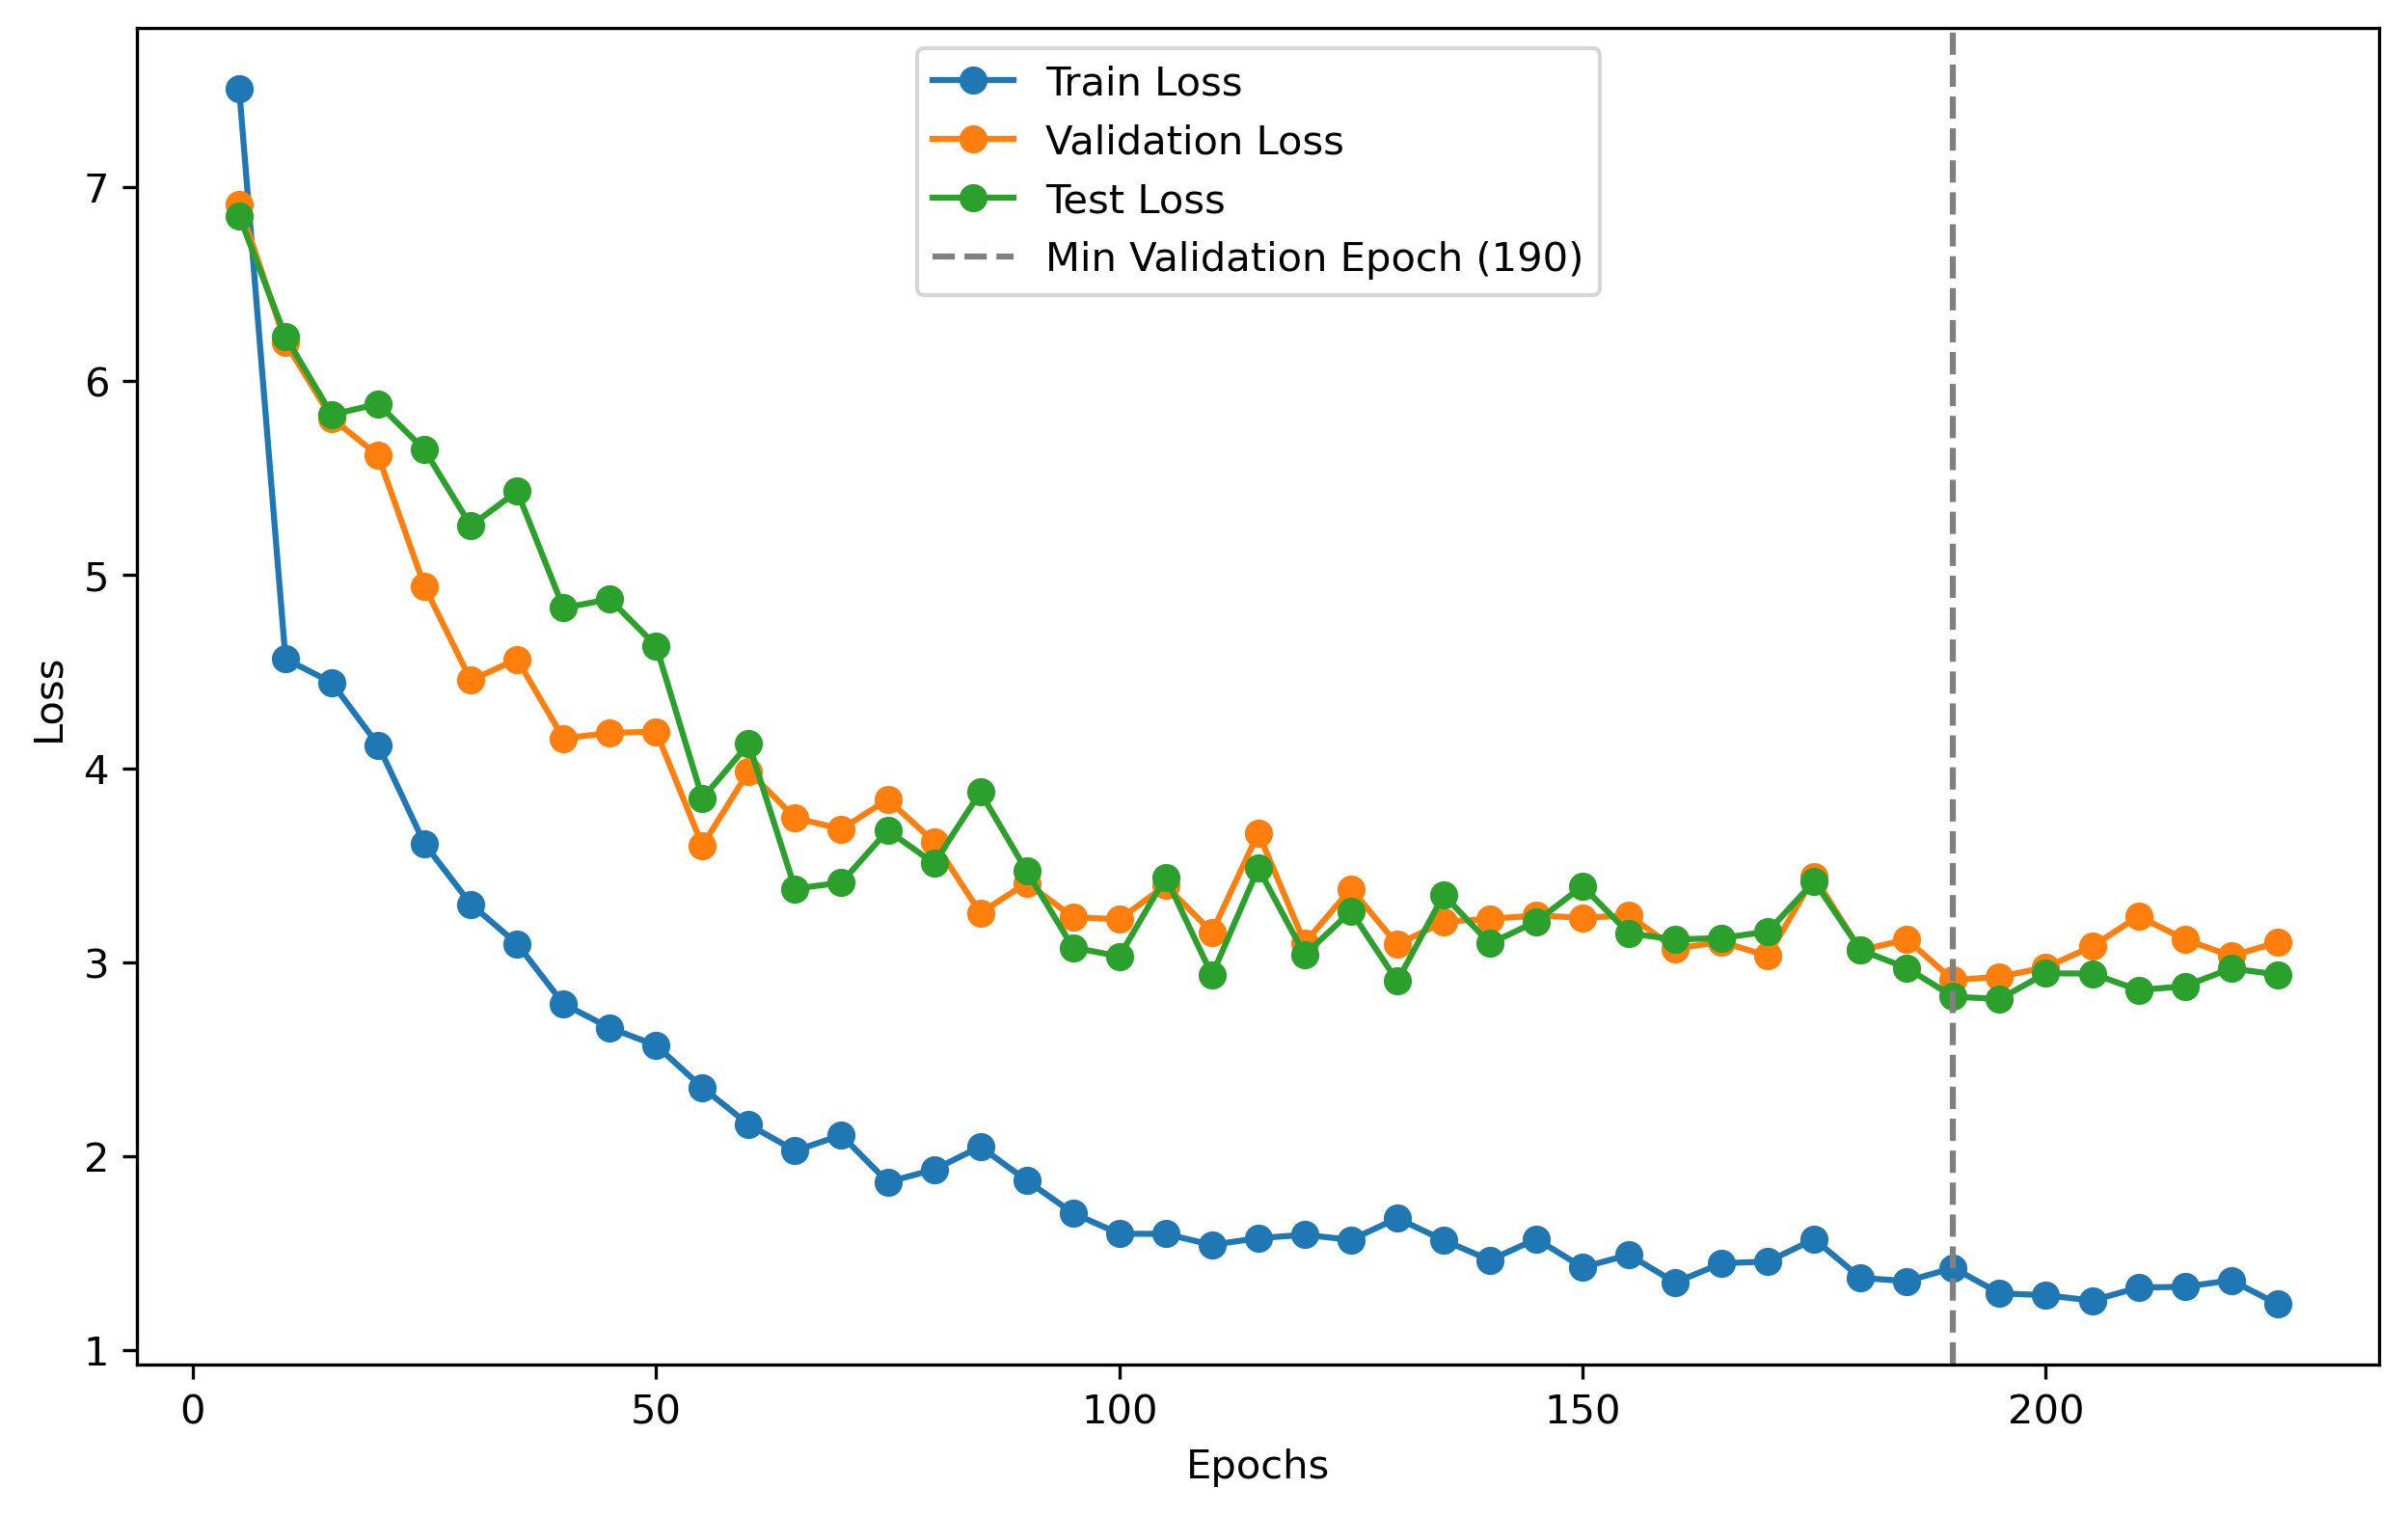 Train Loss
Validation Loss
Test Loss
Min Validation Epoch (190)
7
6
5
4
3
2
1
Loss
0 50 100 150 200
Epochs